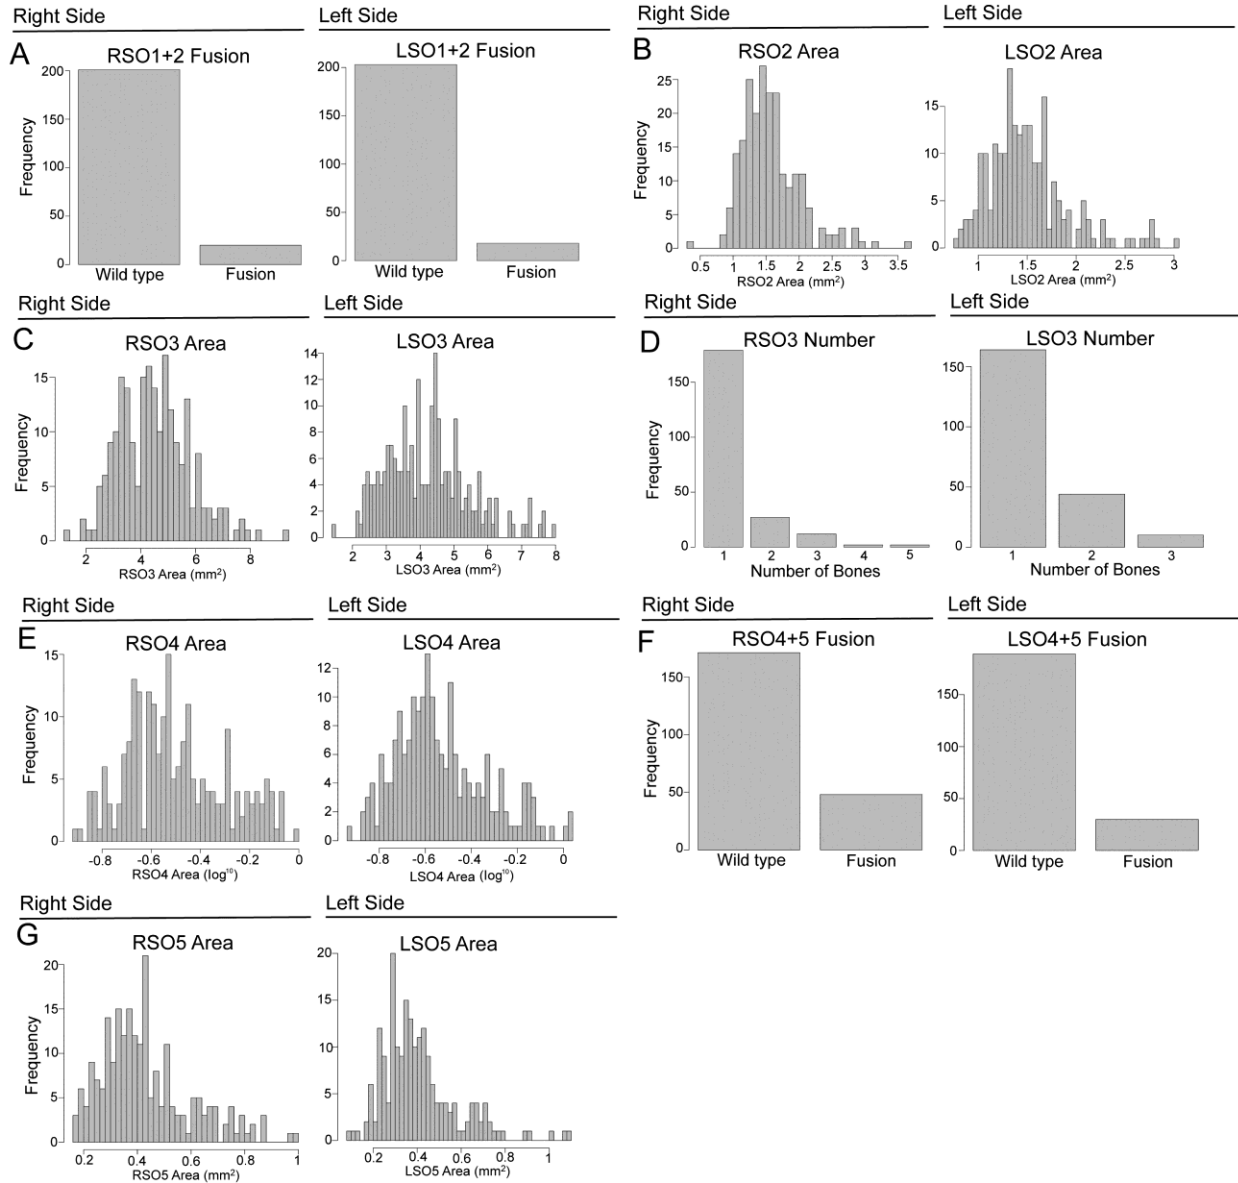 Right Side
Left Side
A
RSO1+2 Fusion
LSO1+2 Fusion
Frequency
200
150
100
50
0
Wild type
Fusion
200
150
100
50
0
Wild type
Fusion
Right Side
Left Side
B
RSO2 Area
LSO2 Area
Frequency
25
20
15
10
5
0
0.5 1 1.5 2 2.5 3 3.5
RSO2 Area (mm²)
15
10
5
0
1 1.5 2 2.5 3
LSO2 Area (mm²)
Right Side
Left Side
C
RSO3 Area
LSO3 Area
Frequency
15
10
5
0
2 4 6 8
RSO3 Area (mm²)
14
12
10
8
6
4
2
0
2 3 4 5 6 7 8
LSO3 Area (mm²)
Right Side
Left Side
D
RSO3 Number
LSO3 Number
Frequency
150
100
50
0
1 2 3 4 5
Number of Bones
150
100
50
0
1 2 3
Number of Bones
Right Side
Left Side
E
RSO4 Area
LSO4 Area
Frequency
15
10
5
0
-0.8 -0.6 -0.4 -0.2 0
RSO4 Area (log¹⁰)
12
10
8
6
4
2
0
-0.8 -0.6 -0.4 -0.2 0
LSO4 Area (log¹⁰)
Right Side
Left Side
F
RSO4+5 Fusion
LSO4+5 Fusion
Frequency
150
100
50
0
Wild type
Fusion
150
100
50
0
Wild type
Fusion
Right Side
Left Side
G
RSO5 Area
LSO5 Area
Frequency
20
15
10
5
0
0.2 0.4 0.6 0.8 1
RSO5 Area (mm²)
20
15
10
5
0
0.2 0.4 0.6 0.8 1
LSO5 Area (mm²)